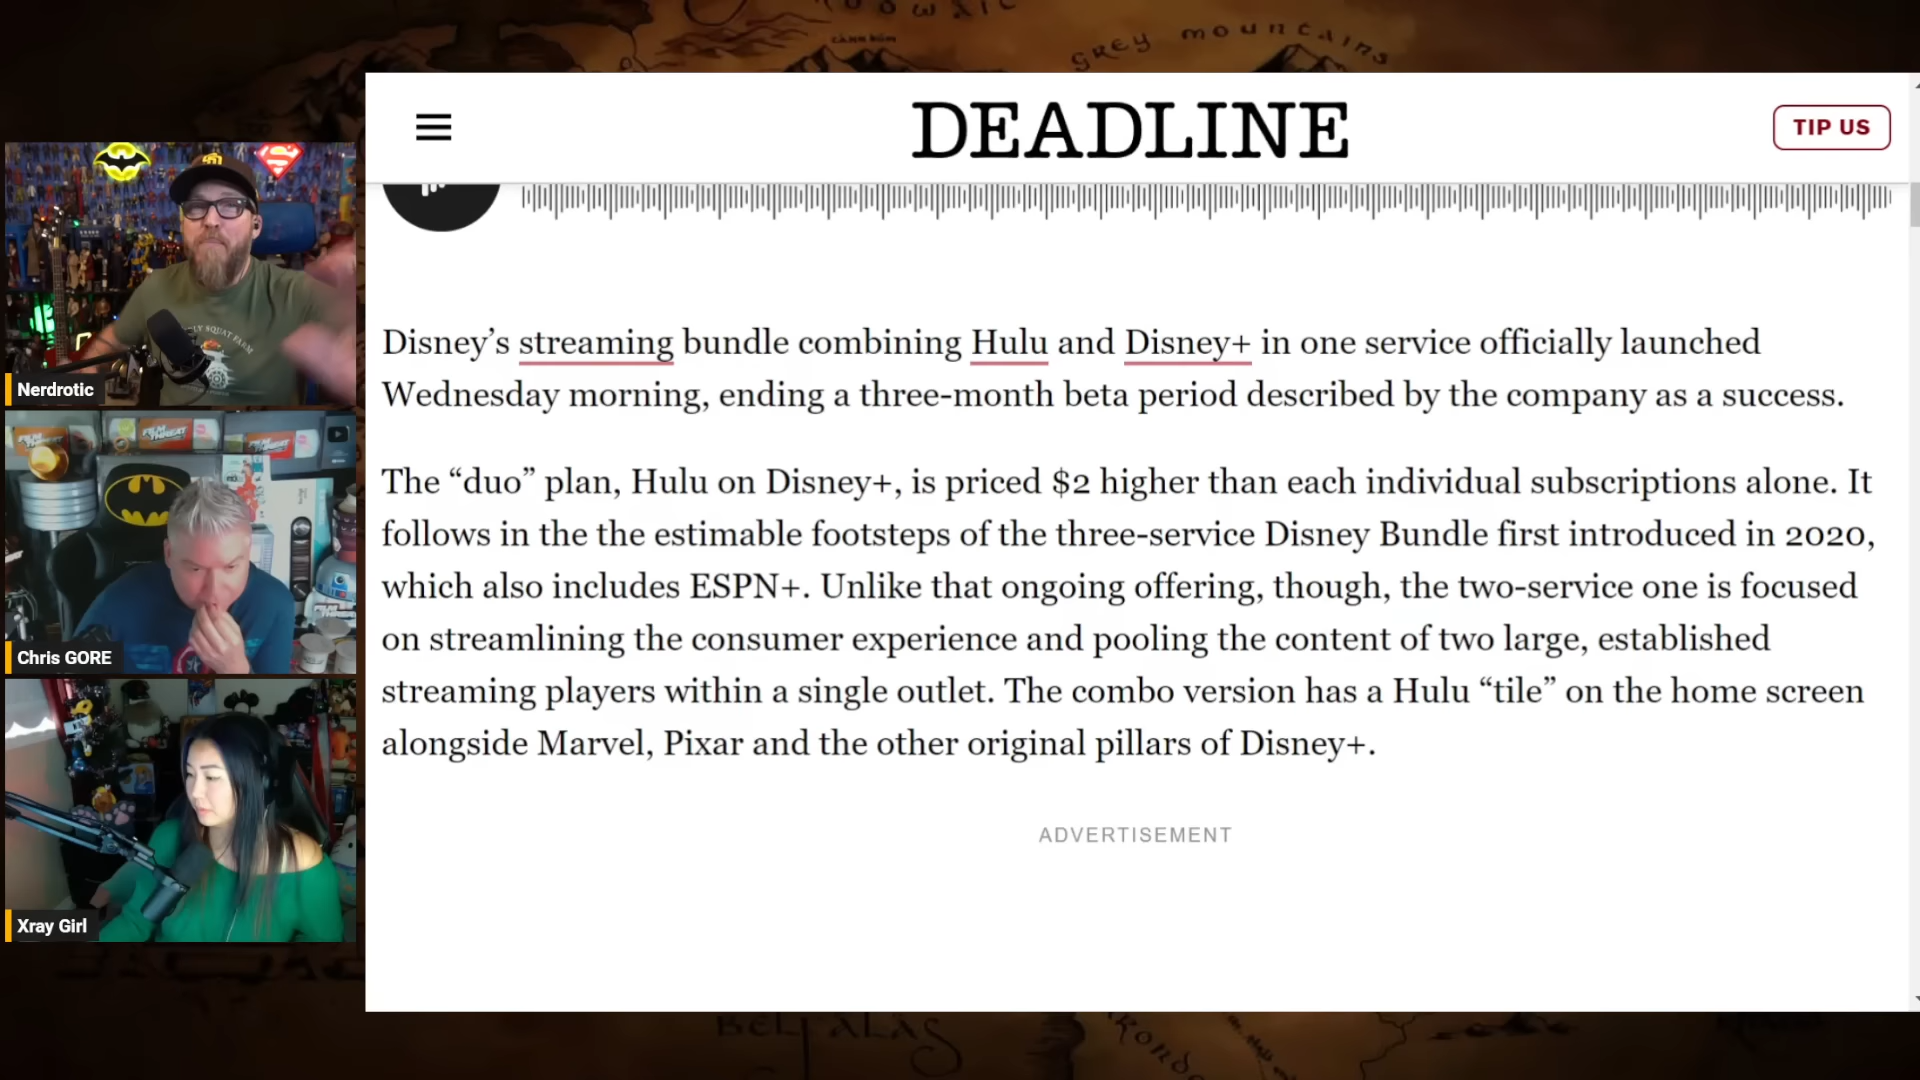 GREY mountains
DEADLINE
TIP US
Disney’s streaming bundle combining Hulu and Disney+ in one service officially launched
Wednesday morning, ending a three-month beta period described by the company as a success.
The “duo” plan, Hulu on Disney+, is priced $2 higher than each individual subscriptions alone. It
follows in the the estimable footsteps of the three-service Disney Bundle first introduced in 2020,
which also includes ESPN+. Unlike that ongoing offering, though, the two-service one is focused
on streamlining the consumer experience and pooling the content of two large, established
streaming players within a single outlet. The combo version has a Hulu “tile” on the home screen
alongside Marvel, Pixar and the other original pillars of Disney+.
ADVERTISEMENT
Nerdrotic
FILM THREAT
FILM THREAT
Chris GORE
Xray Girl
BELFALAS